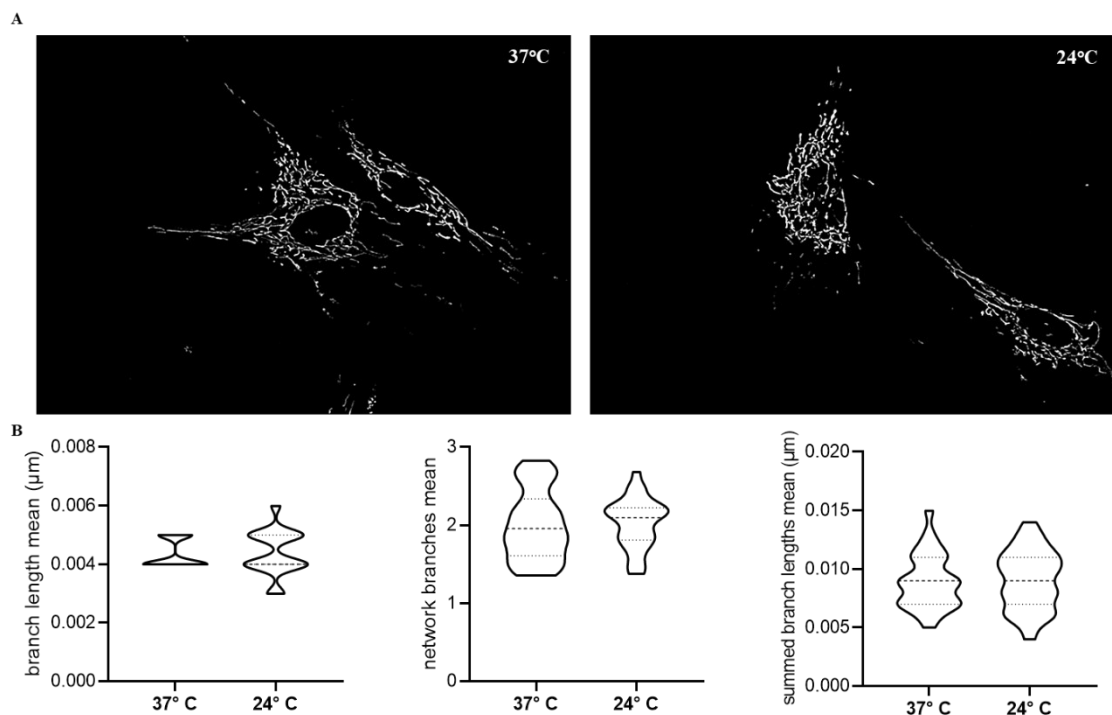 A
37°C
24°C
B
branch length mean (µm)
0.008
0.006
0.004
0.002
0.000
37° C
24° C
network branches mean
3
2
1
0
37° C
24° C
summed branch lengths mean (µm)
0.020
0.015
0.010
0.005
0.000
37° C
24° C